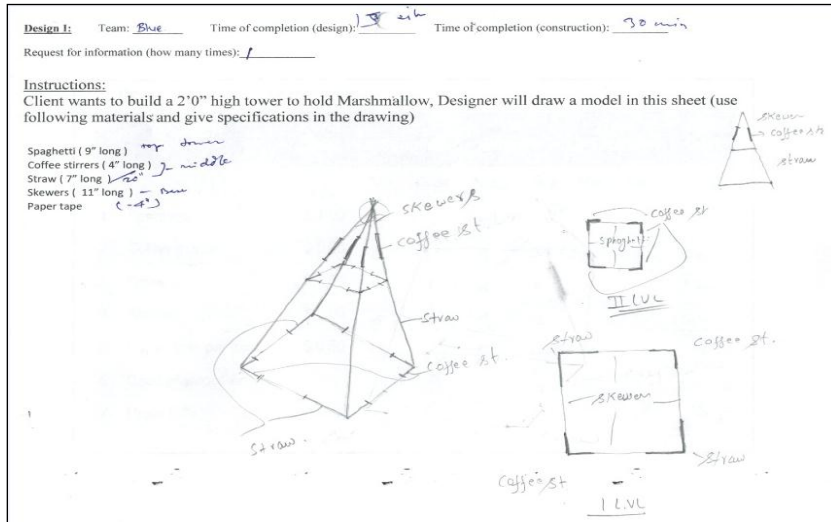 Design 1: Team: Blue Time of completion (design): Time of completion (construction): 30 min
Request for information (how many times): 1
Instructions:
Client wants to build a 2'0" high tower to hold Marshmallow, Designer will draw a model in this sheet (use
following materials and give specifications in the drawing)
Spaghetti ( 9" long ) top
Coffee stirrers ( 4" long ) middle
Straw ( 7" long )
Skewers ( 11" long ) –
Paper tape
skewer
coffee st
straw
skewers
coffee st.
straw
coffee st.
straw
coffee st
II LVL
straw
coffee st.
skewer
straw
coffee st
I LVL